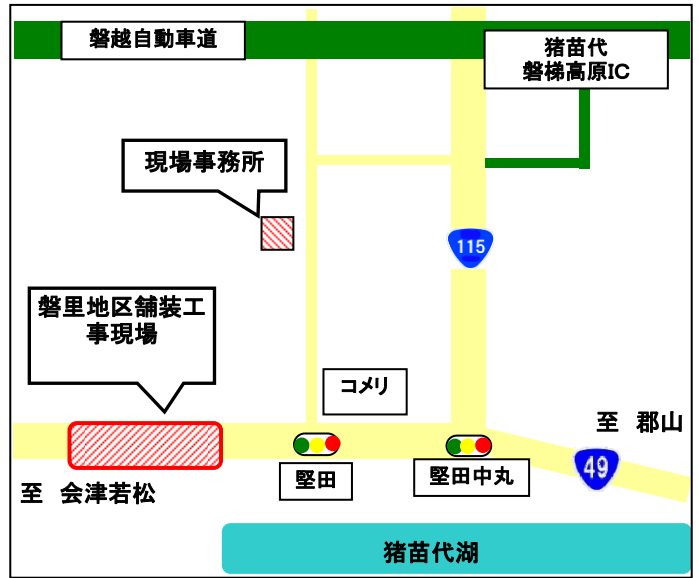 磐越自動車道
猪苗代
磐梯高原IC
現場事務所
115
磐里地区舗装工
事現場
コメリ
至 郡山
堅田
堅田中丸
49
至 会津若松
猪苗代湖